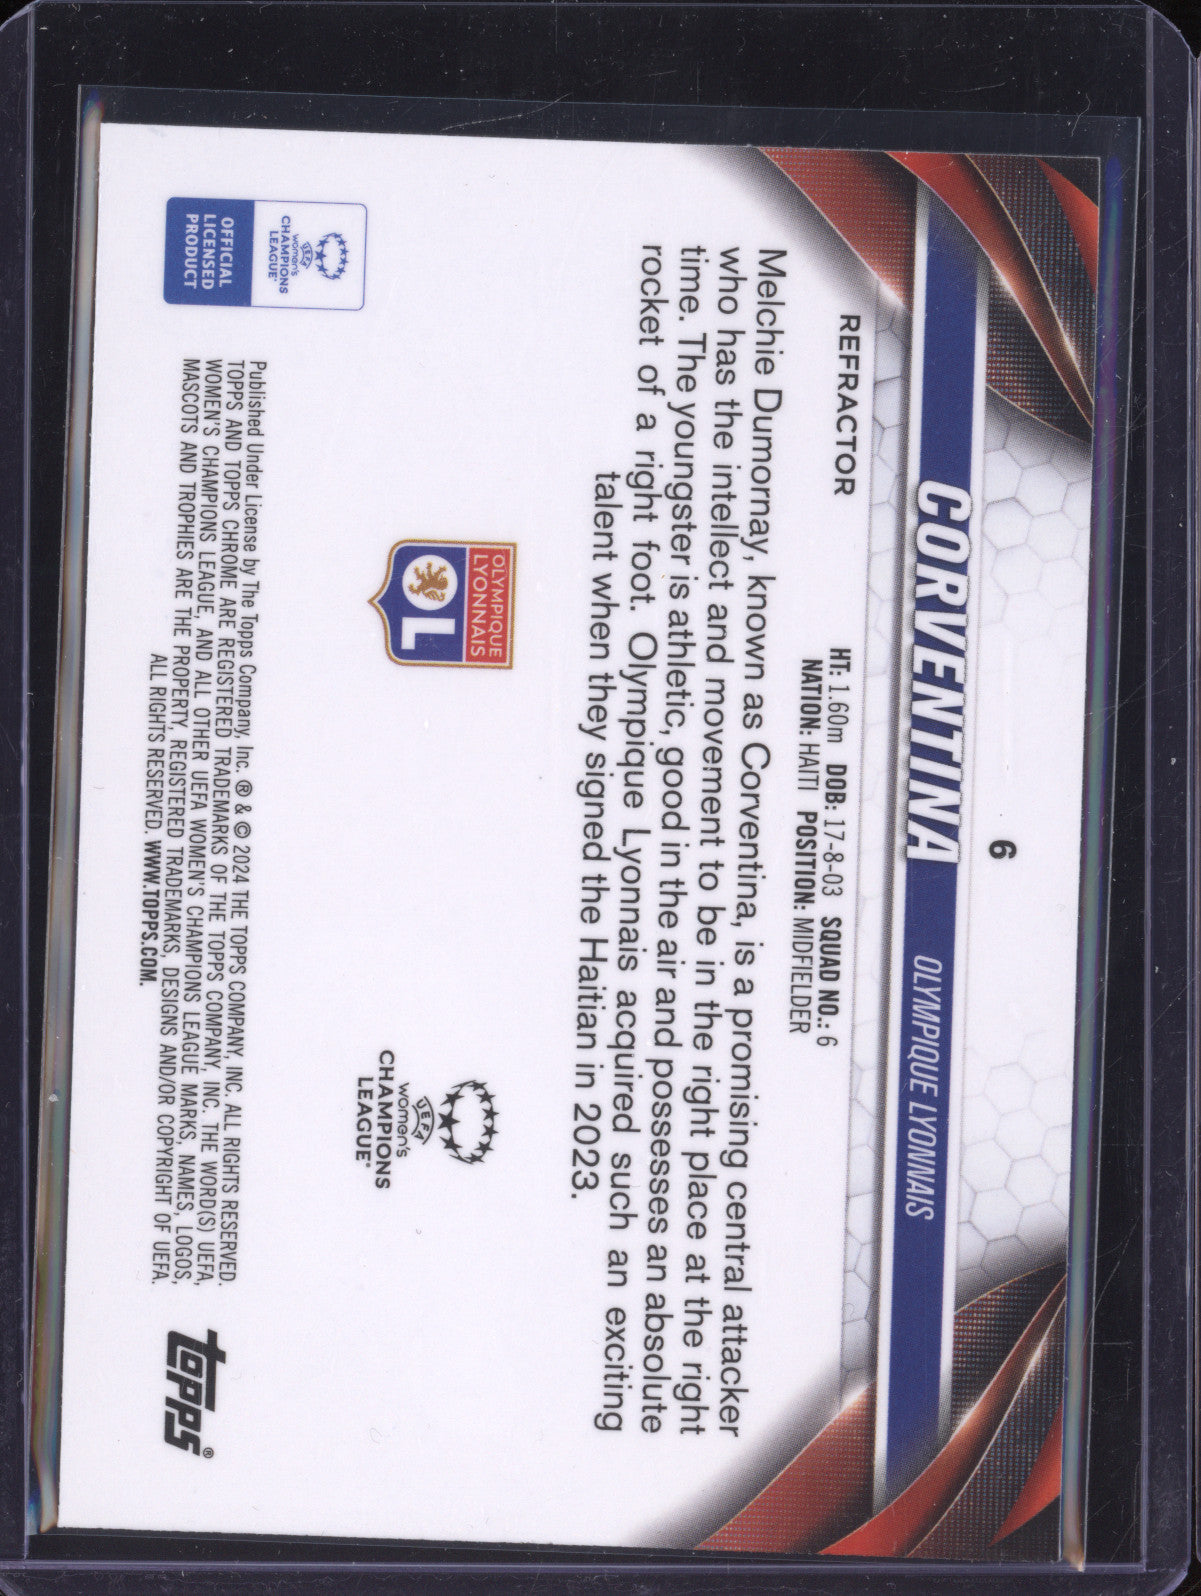 6
CORVENTINA OLYMPIQUE LYONNAIS
REFRACTOR
HT: 1.60m DOB: 17-8-03 SQUAD NO.: 6
NATION: HAITI POSITION: MIDFIELDER
Melchie Dumornay, known as Corventina, is a promising central attacker
who has the intellect and movement to be in the right place at the right
time. The youngster is athletic, good in the air and possesses an absolute
rocket of a right foot. Olympique Lyonnais acquired such an exciting
talent when they signed the Haitian in 2023.
OLYMPIQUE
LYONNAIS
OL
UEFA
women's
CHAMPIONS
LEAGUE®
UEFA
women's
CHAMPIONS
LEAGUE®
OFFICIAL
LICENSED
PRODUCT
Published Under License by The Topps Company, Inc. ® & © 2024 THE TOPPS COMPANY, INC. ALL RIGHTS RESERVED.
TOPPS AND TOPPS CHROME ARE REGISTERED TRADEMARKS OF THE TOPPS COMPANY, INC. THE WORD(S) UEFA,
WOMEN'S CHAMPIONS LEAGUE, AND ALL OTHER UEFA WOMEN'S CHAMPIONS LEAGUE MARKS, NAMES, LOGOS,
MASCOTS AND TROPHIES ARE THE PROPERTY, REGISTERED TRADEMARKS, DESIGNS AND/OR COPYRIGHT OF UEFA.
ALL RIGHTS RESERVED. WWW.TOPPS.COM.
topps®